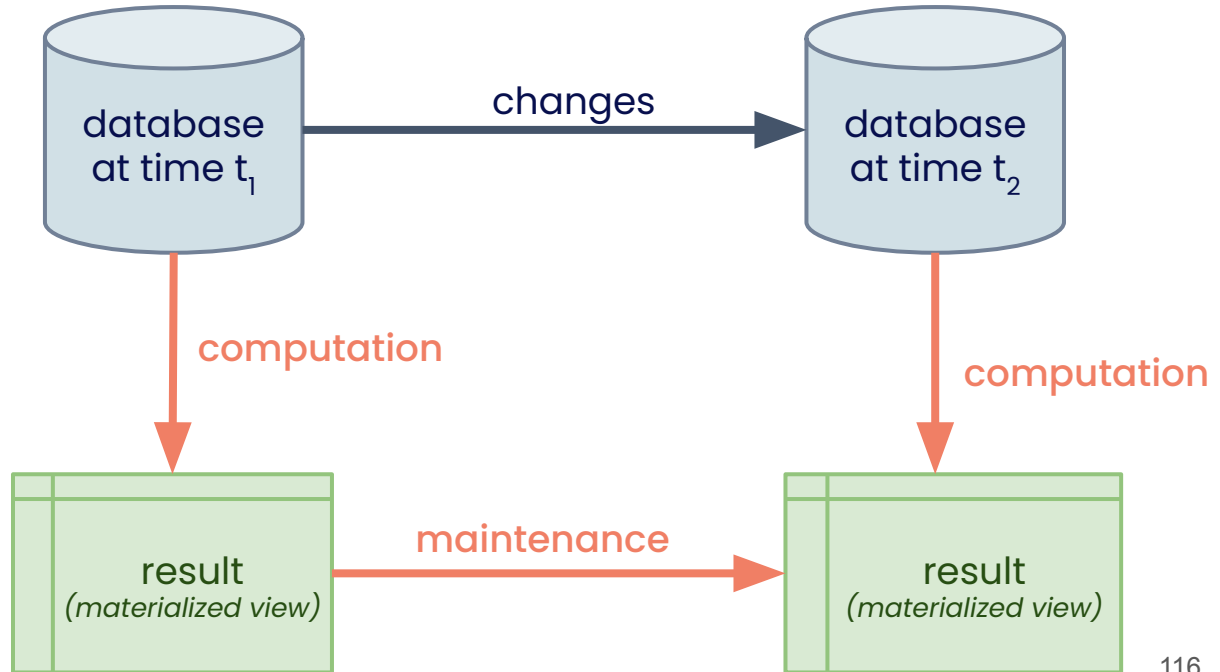 database
at time t₁
changes
database
at time t₂
computation
computation
result
(materialized view)
maintenance
result
(materialized view)
116